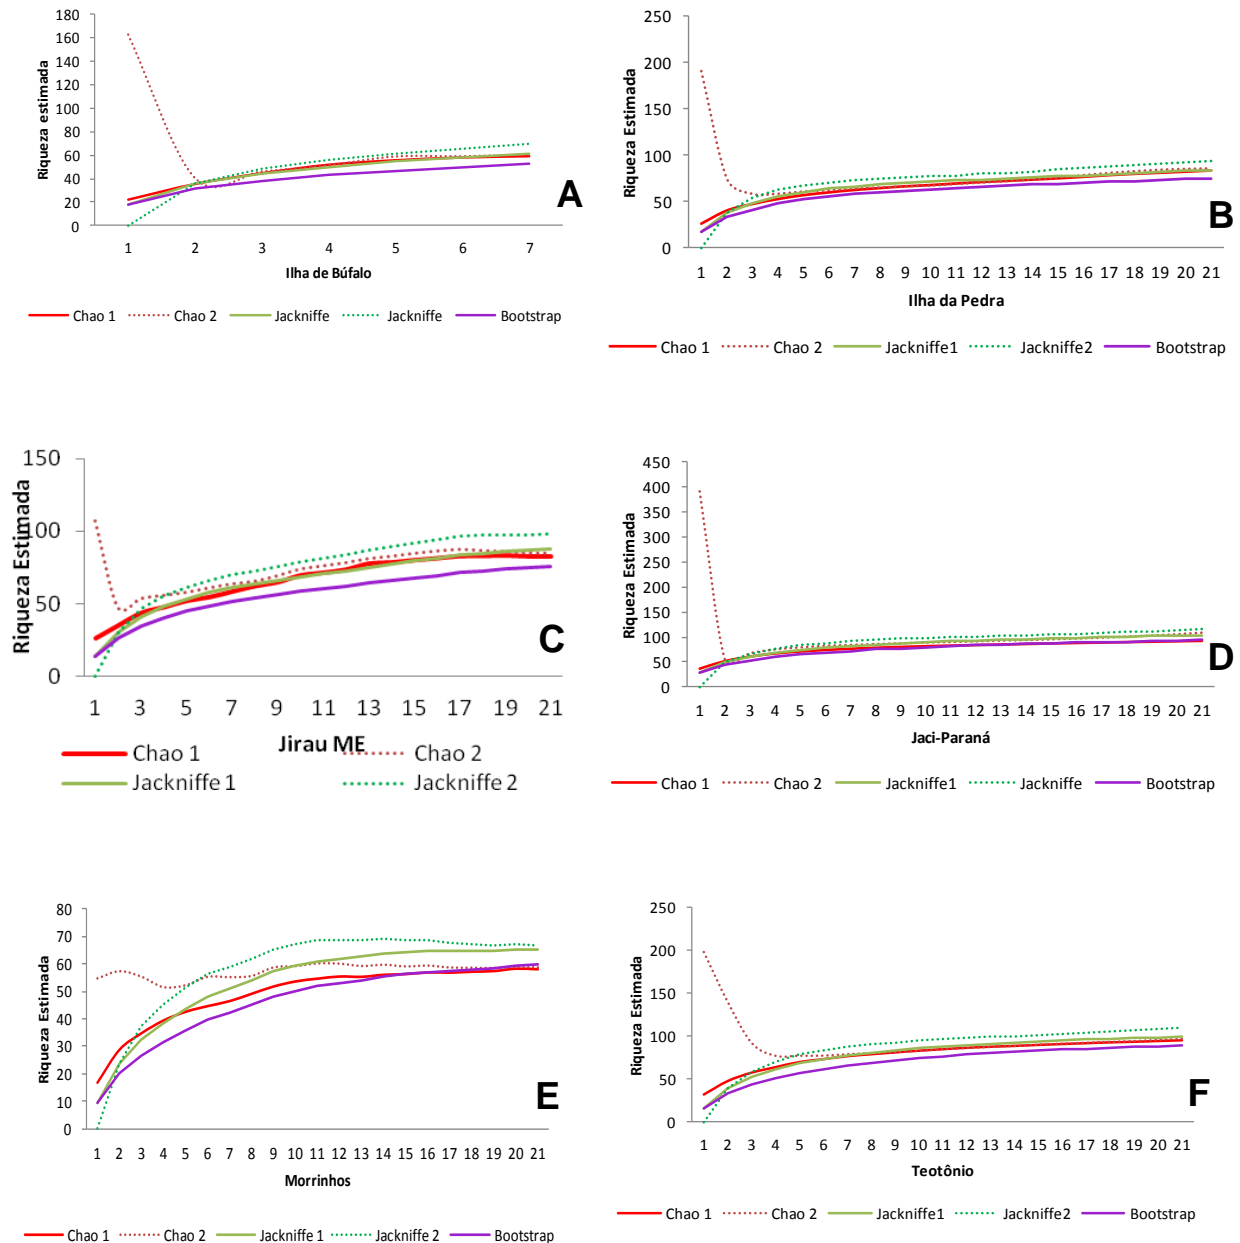 180
160
140
120
100
80
60
40
20
0
Riqueza estimada
1 2 3 4 5 6 7
Ilha de Búfalo
A
Chao 1 Chao 2 Jackniffe Jackniffe Bootstrap
250
200
150
100
50
0
Riqueza Estimada
1 2 3 4 5 6 7 8 9 10 11 12 13 14 15 16 17 18 19 20 21
Ilha da Pedra
B
Chao 1 Chao 2 Jackniffe1 Jackniffe2 Bootstrap
150
100
50
0
Riqueza Estimada
1 3 5 7 9 11 13 15 17 19 21
Jirau ME
C
Chao 1 Chao 2
Jackniffe 1 Jackniffe 2
450
400
350
300
250
200
150
100
50
0
Riqueza Estimada
1 2 3 4 5 6 7 8 9 10 11 12 13 14 15 16 17 18 19 20 21
Jaci-Paraná
D
Chao 1 Chao 2 Jackniffe1 Jackniffe Bootstrap
80
70
60
50
40
30
20
10
0
Riqueza Estimada
1 2 3 4 5 6 7 8 9 10 11 12 13 14 15 16 17 18 19 20 21
Morrinhos
E
Chao 1 Chao 2 Jackniffe 1 Jackniffe 2 Bootstrap
250
200
150
100
50
0
Riqueza Estimada
1 2 3 4 5 6 7 8 9 10 11 12 13 14 15 16 17 18 19 20 21
Teotônio
F
Chao 1 Chao 2 Jackniffe1 Jackniffe2 Bootstrap